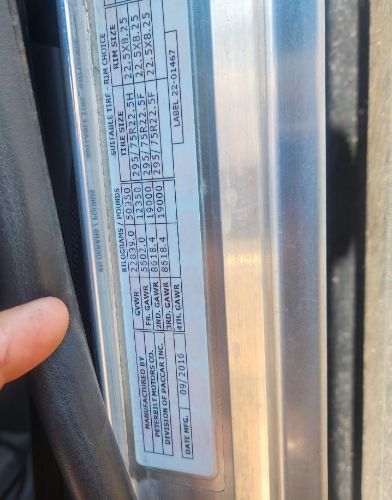 KILOGRAMS / POUNDS SUITABLE TIRE - RIM CHOICE
MANUFACTURED BY GVWR 22839.0 50350 TIRE SIZE RIM SIZE
PETERBILT MOTORS CO. FR. GAWR 5602.0 12350 295/75R22.5H 22.5X8.25
DIVISION OF PACCAR INC. 2ND. GAWR 8618.4 19000 295/75R22.5F 22.5X8.25
3RD. GAWR 8618.4 19000 295/75R22.5F 22.5X8.25
DATE MFG. 09/2016 4TH. GAWR
LABEL 22-01467